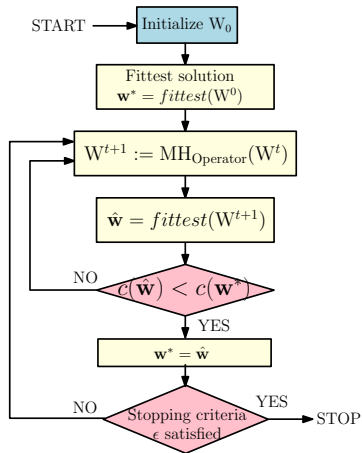 START
Initialize W₀
Fittest solution
w* = fittest(W⁰)
Wᵗ⁺¹ := MH_Operator(Wᵗ)
ŵ = fittest(Wᵗ⁺¹)
NO
c(ŵ) < c(w*)
YES
w* = ŵ
NO
Stopping criteria
ϵ satisfied
YES
STOP